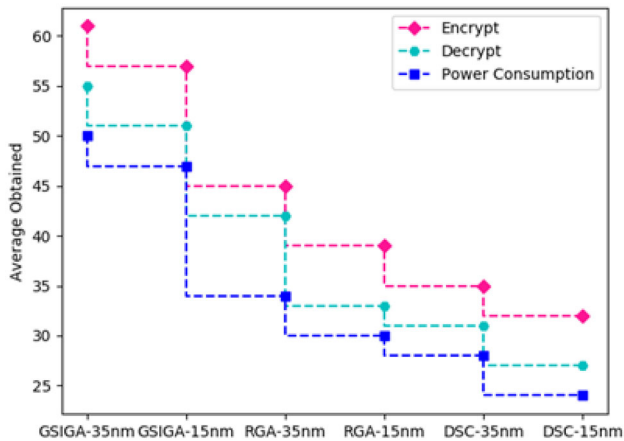 Encrypt
Decrypt
Power Consumption
Average Obtained
60
55
50
45
40
35
30
25
GSIGA-35nm GSIGA-15nm RGA-35nm RGA-15nm DSC-35nm DSC-15nm